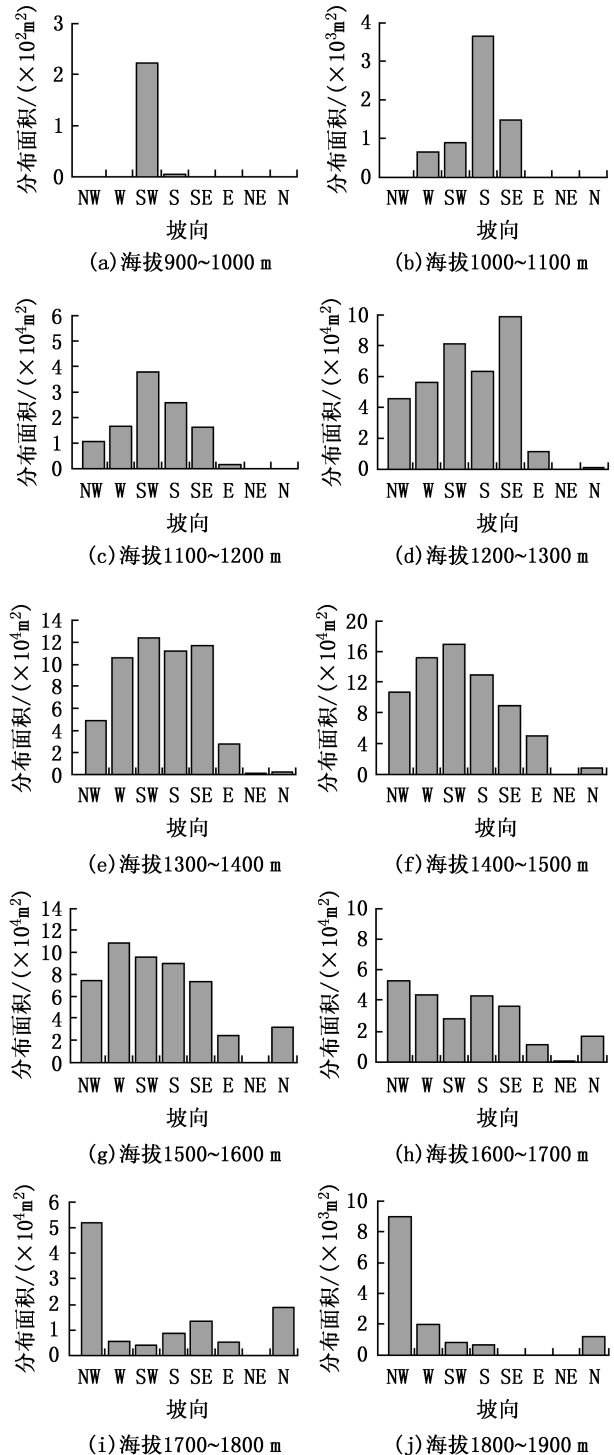 分布面积/(×10²m²)
3
2
1
0
NW W SW S SE E NE N
坡向
(a)海拔900~1000 m
分布面积/(×10³m²)
4
3
2
1
0
NW W SW S SE E NE N
坡向
(b)海拔1000~1100 m
分布面积/(×10⁴m²)
6
5
4
3
2
1
0
NW W SW S SE E NE N
坡向
(c)海拔1100~1200 m
分布面积/(×10⁴m²)
10
8
6
4
2
0
NW W SW S SE E NE N
坡向
(d)海拔1200~1300 m
分布面积/(×10⁴m²)
14
12
10
8
6
4
2
0
NW W SW S SE E NE N
坡向
(e)海拔1300~1400 m
分布面积/(×10⁴m²)
20
16
12
8
4
0
NW W SW S SE E NE N
坡向
(f)海拔1400~1500 m
分布面积/(×10⁴m²)
14
12
10
8
6
4
2
0
NW W SW S SE E NE N
坡向
(g)海拔1500~1600 m
分布面积/(×10⁴m²)
10
8
6
4
2
0
NW W SW S SE E NE N
坡向
(h)海拔1600~1700 m
分布面积/(×10⁴m²)
6
5
4
3
2
1
0
NW W SW S SE E NE N
坡向
(i)海拔1700~1800 m
分布面积/(×10³m²)
10
8
6
4
2
0
NW W SW S SE E NE N
坡向
(j)海拔1800~1900 m